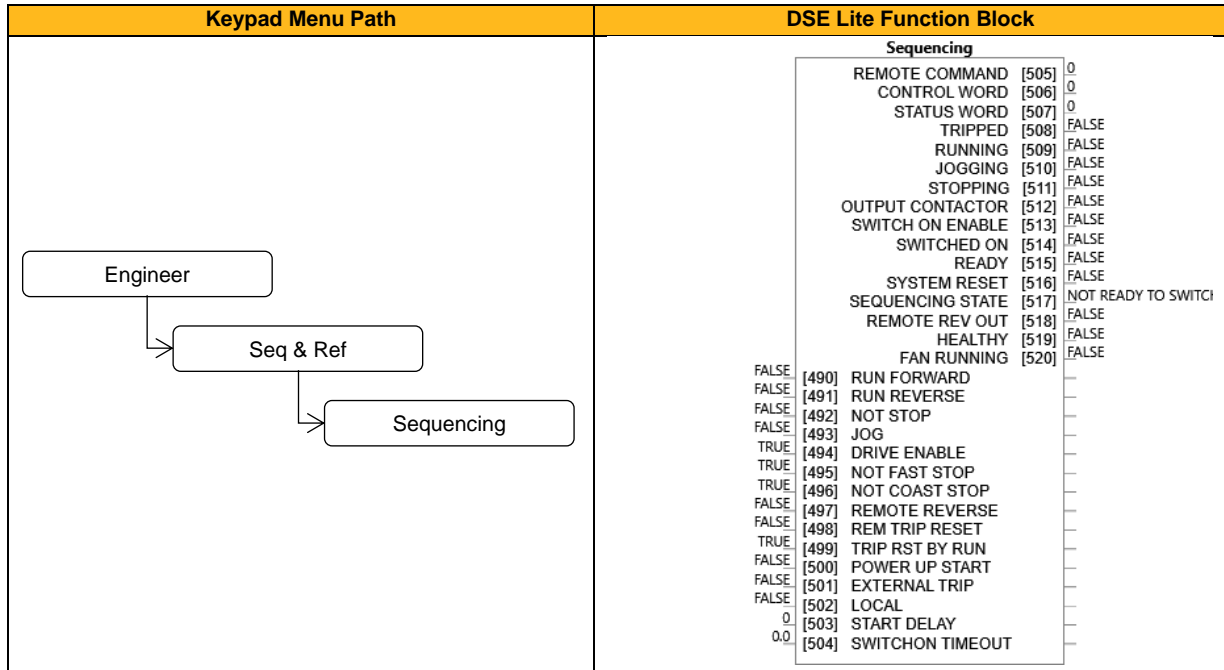 Keypad Menu Path
DSE Lite Function Block
Engineer
Seq & Ref
Sequencing
Sequencing
REMOTE COMMAND [505] 0
CONTROL WORD [506] 0
STATUS WORD [507] 0
TRIPPED [508] FALSE
RUNNING [509] FALSE
JOGGING [510] FALSE
STOPPING [511] FALSE
OUTPUT CONTACTOR [512] FALSE
SWITCH ON ENABLE [513] FALSE
SWITCHED ON [514] FALSE
READY [515] FALSE
SYSTEM RESET [516] FALSE
SEQUENCING STATE [517] NOT READY TO SWITCH
REMOTE REV OUT [518] FALSE
HEALTHY [519] FALSE
FAN RUNNING [520] FALSE
FALSE [490] RUN FORWARD
FALSE [491] RUN REVERSE
FALSE [492] NOT STOP
FALSE [493] JOG
TRUE [494] DRIVE ENABLE
TRUE [495] NOT FAST STOP
TRUE [496] NOT COAST STOP
FALSE [497] REMOTE REVERSE
FALSE [498] REM TRIP RESET
TRUE [499] TRIP RST BY RUN
FALSE [500] POWER UP START
FALSE [501] EXTERNAL TRIP
FALSE [502] LOCAL
0 [503] START DELAY
0.0 [504] SWITCHON TIMEOUT